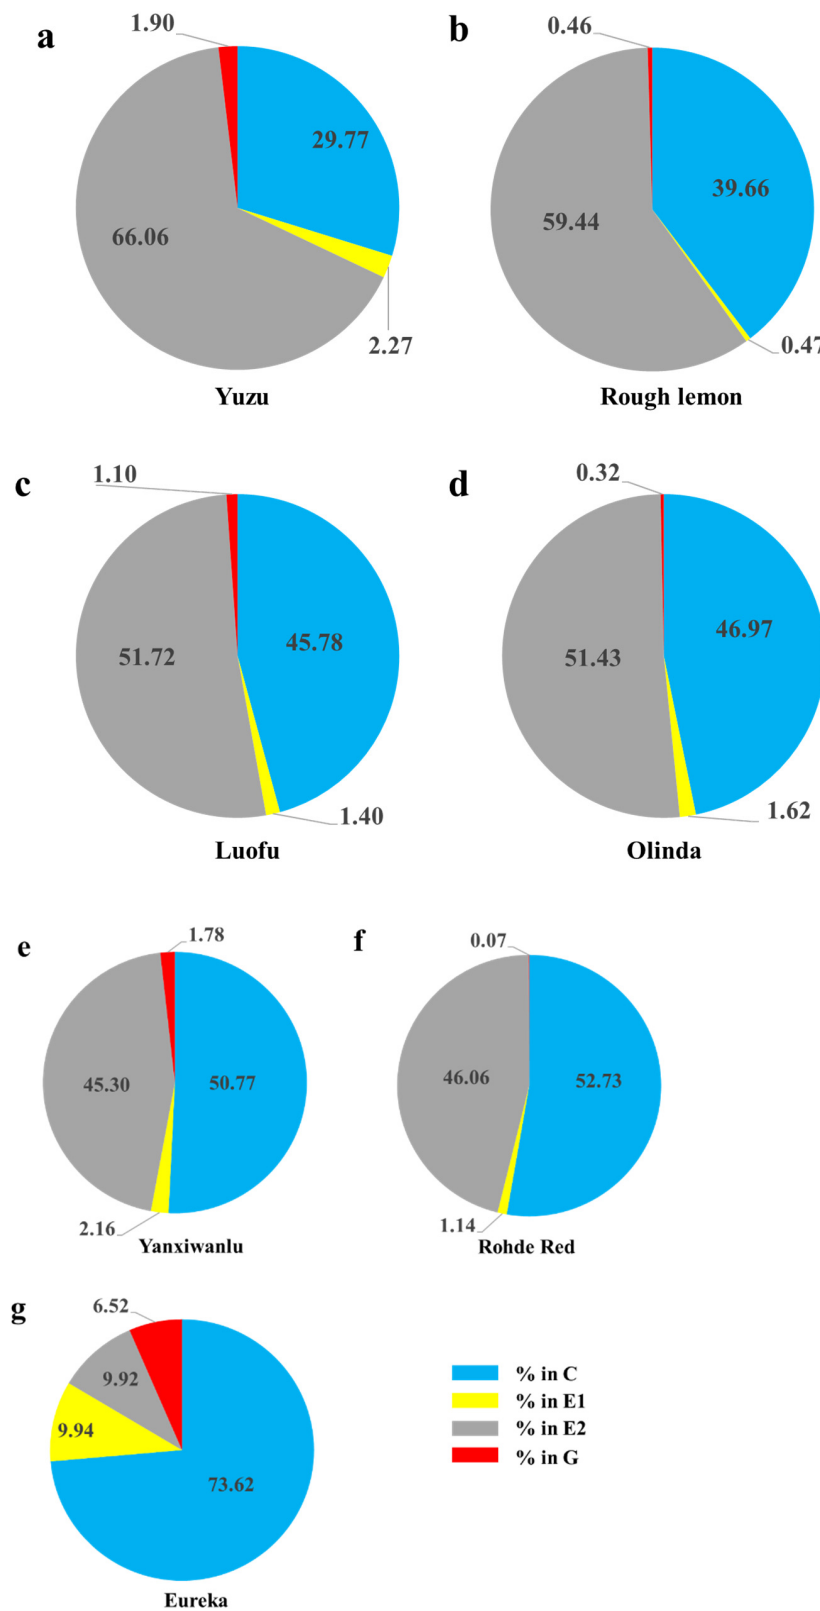 a
1.90
29.77
66.06
2.27
Yuzu
b
0.46
39.66
59.44
0.47
Rough lemon
c
1.10
45.78
51.72
1.40
Luofu
d
0.32
46.97
51.43
1.62
Olinda
e
1.78
50.77
45.30
2.16
Yanxiwanlu
f
0.07
52.73
46.06
1.14
Rohde Red
g
6.52
9.92
9.94
73.62
Eureka
% in C
% in E1
% in E2
% in G